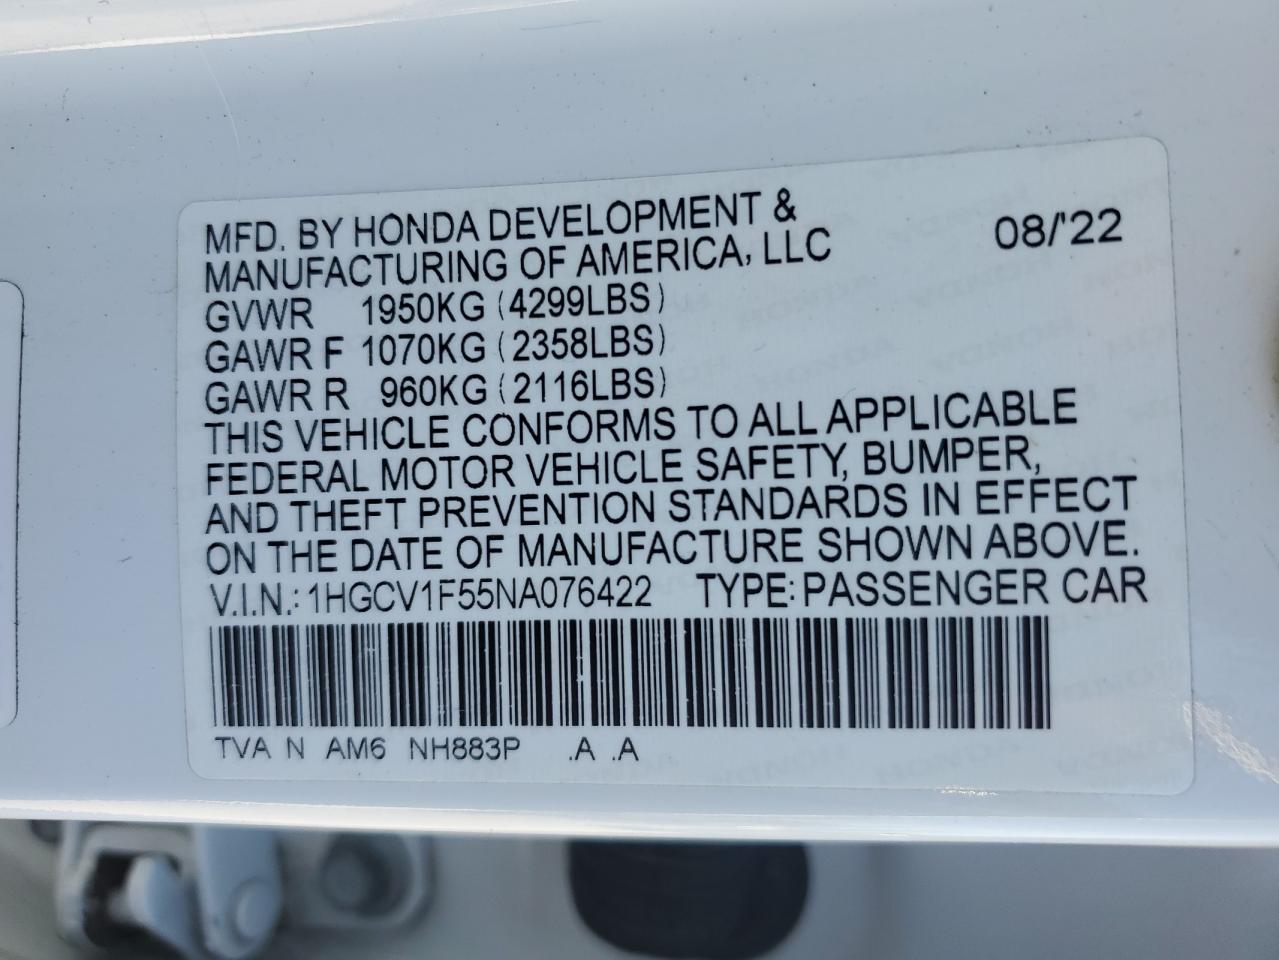 MFD. BY HONDA DEVELOPMENT &
MANUFACTURING OF AMERICA, LLC 08/'22
GVWR 1950KG (4299LBS)
GAWR F 1070KG (2358LBS)
GAWR R 960KG (2116LBS)
THIS VEHICLE CONFORMS TO ALL APPLICABLE
FEDERAL MOTOR VEHICLE SAFETY, BUMPER,
AND THEFT PREVENTION STANDARDS IN EFFECT
ON THE DATE OF MANUFACTURE SHOWN ABOVE.
V.I.N.: 1HGCV1F55NA076422 TYPE: PASSENGER CAR
TVA N AM6 NH883P .A .A